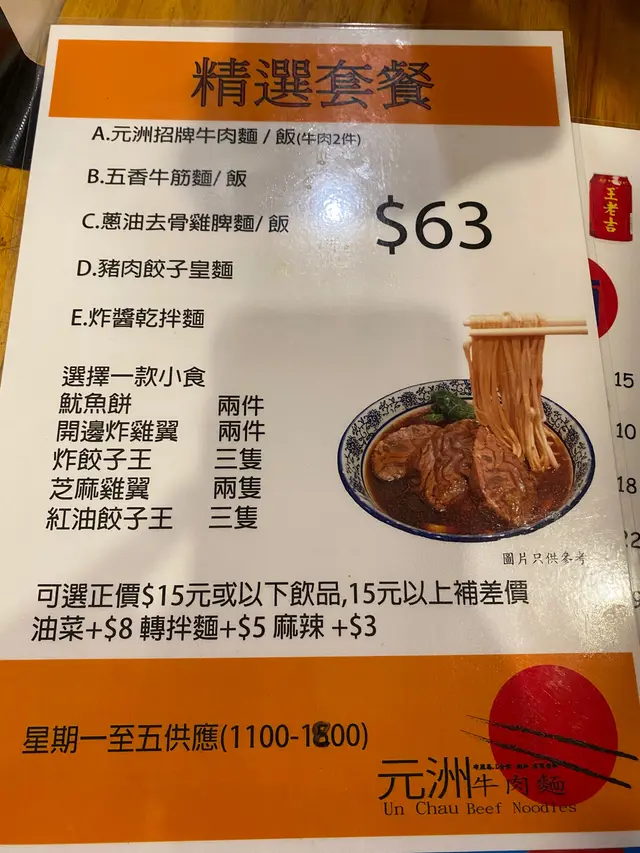 精選套餐
A.元洲招牌牛肉麵 / 飯(牛肉2件)
B.五香牛筋麵/ 飯
C.蔥油去骨雞脾麵/ 飯
$63
D.豬肉餃子皇麵
E.炸醬乾拌麵
選擇一款小食
魷魚餅 兩件
開邊炸雞翼 兩件
炸餃子王 三隻
芝麻雞翼 兩隻
紅油餃子王 三隻
圖片只供參考
可選正價$15元或以下飲品,15元以上補差價
油菜+$8 轉拌麵+$5 麻辣 +$3
星期一至五供應(1100-1800)
元洲牛肉麵
Un Chau Beef Noodles
王老吉
15
10
18